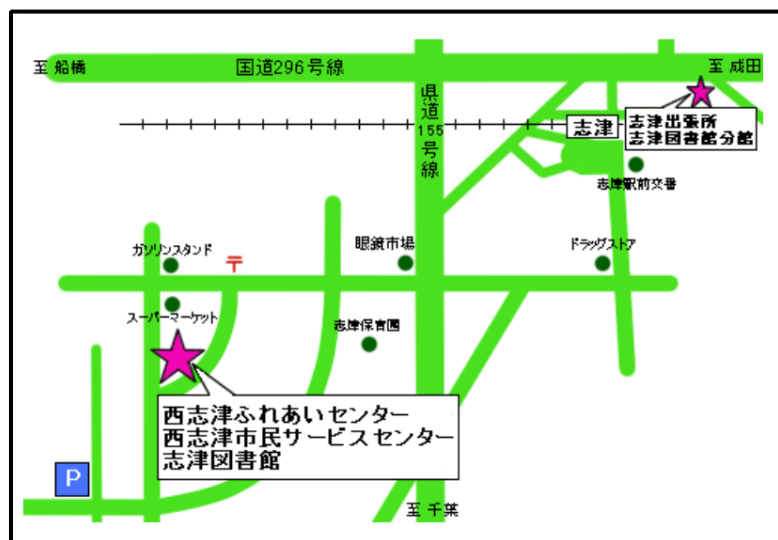 至 船橋
国道296号線
至 成田
県道155号線
志津
志津出張所
志津図書館分館
志津駅前交番
ガソリンスタンド
〒
眼鏡市場
ドラッグストア
スーパーマーケット
志津保育園
西志津ふれあいセンター
西志津市民サービスセンター
志津図書館
P
至 千葉